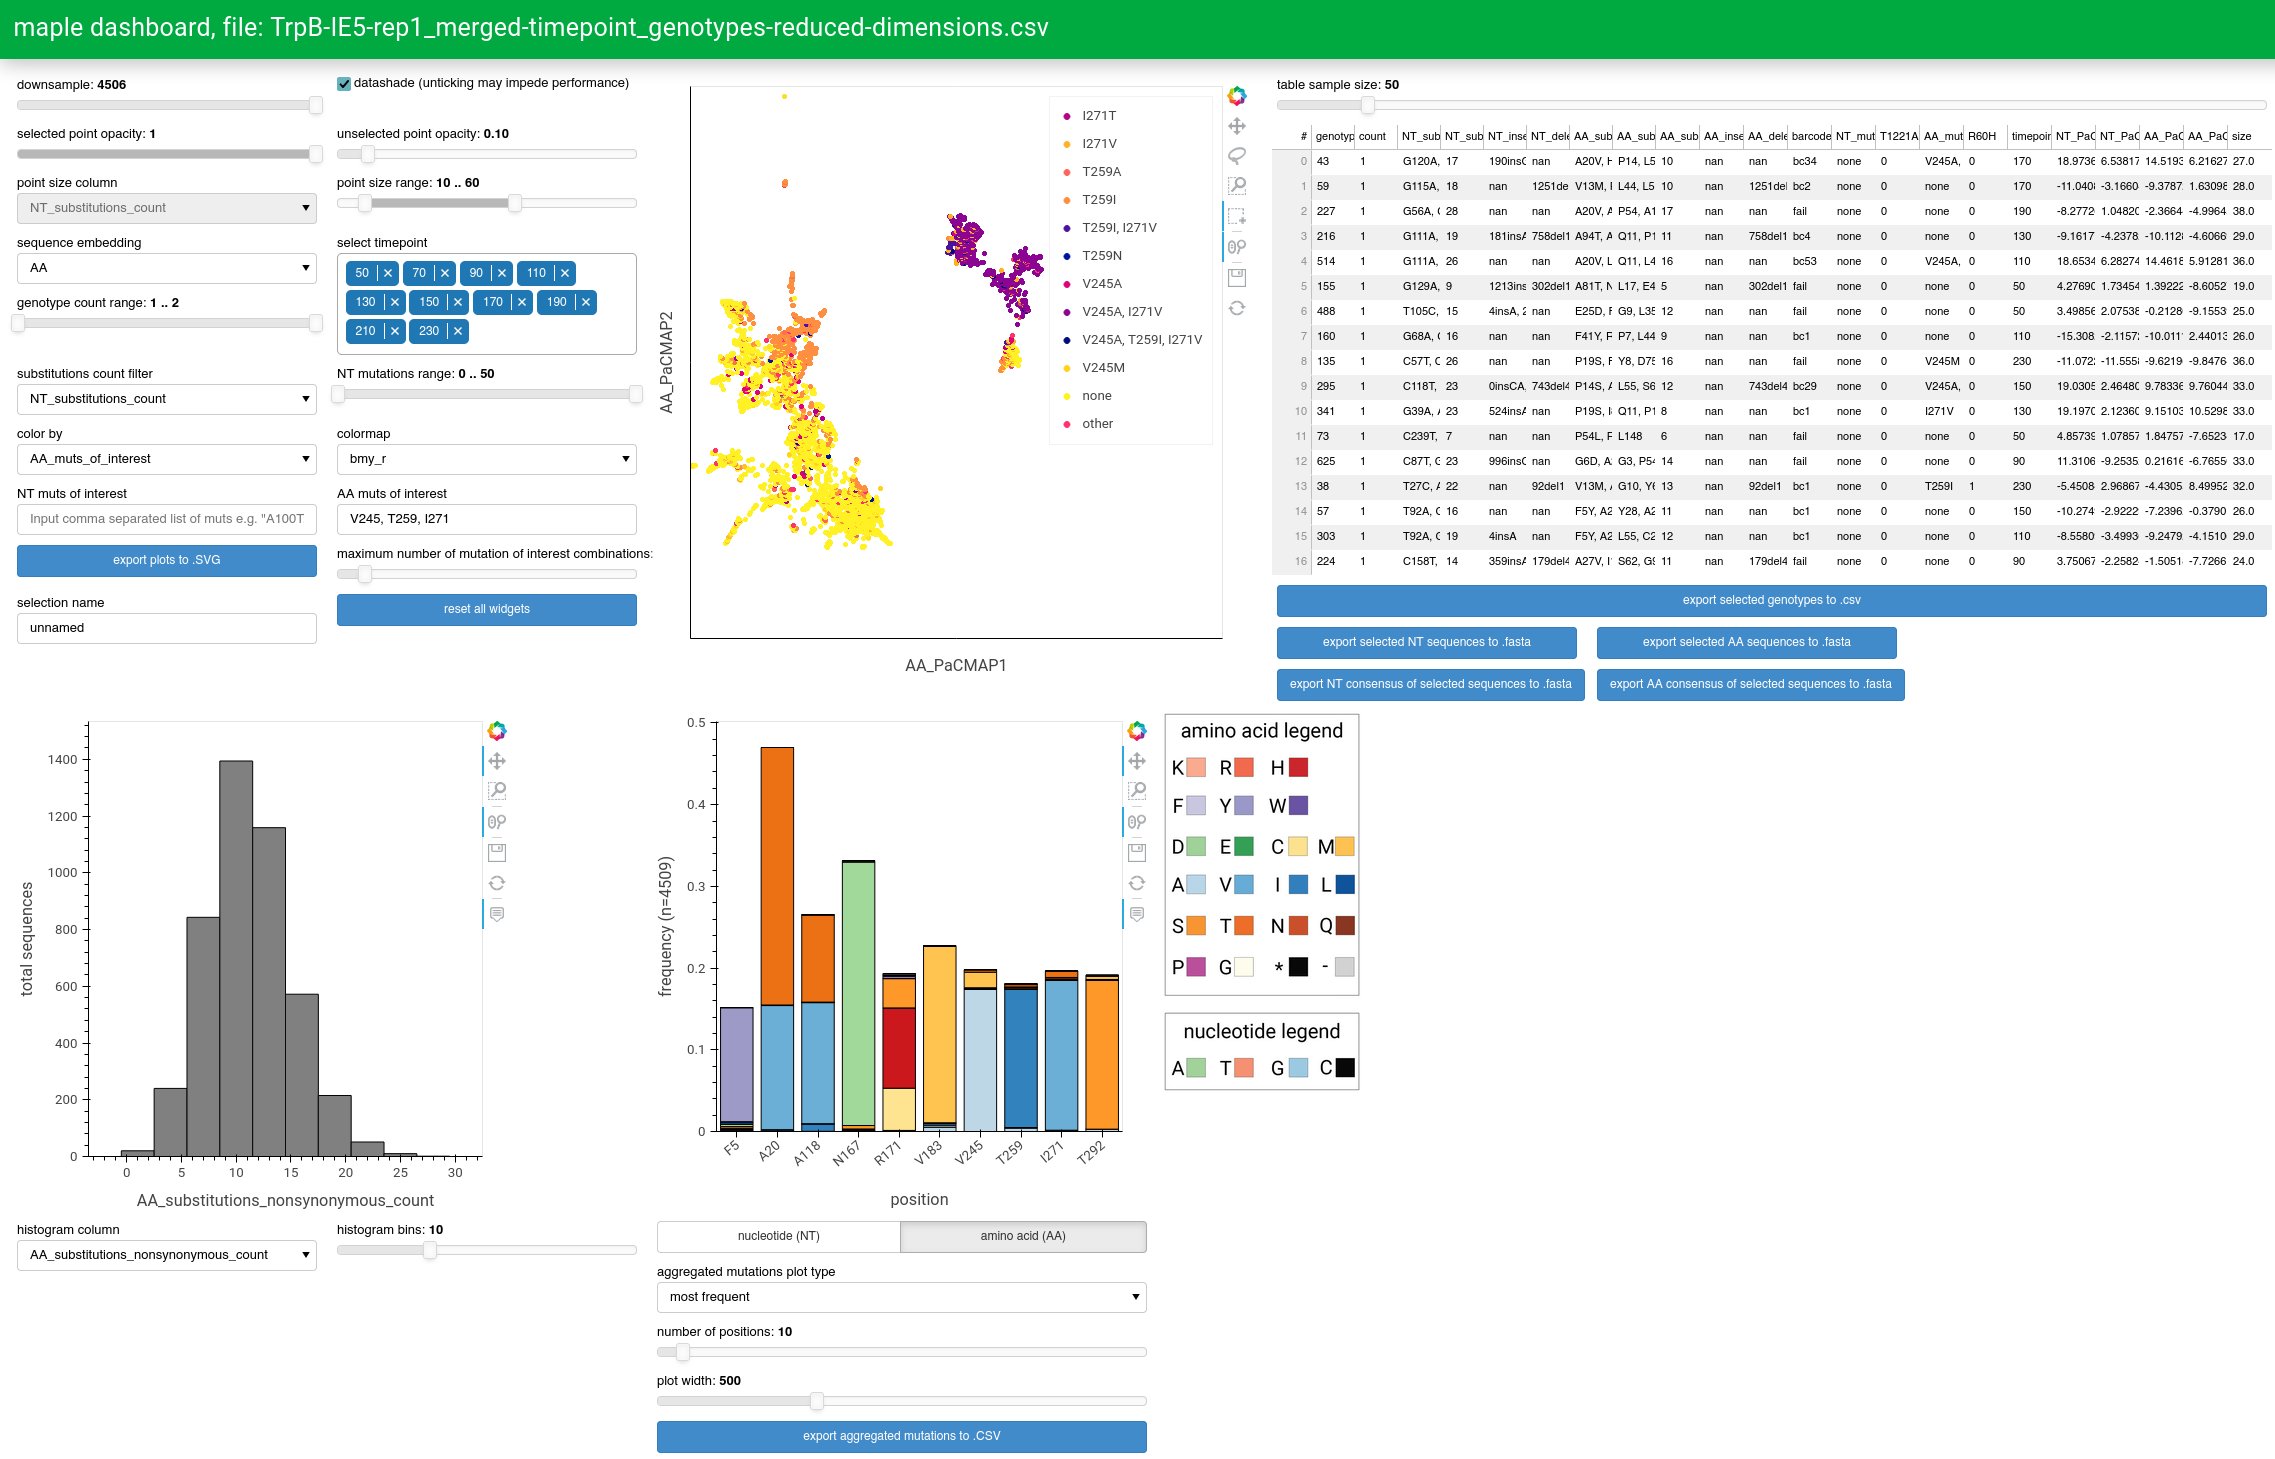 maple dashboard, file: TrpB-IE5-rep1_merged-timepoint_genotypes-reduced-dimensions.csv
downsample: 4506
datashade (unticking may impede performance)
selected point opacity: 1
unselected point opacity: 0.10
point size column
NT_substitutions_count
point size range: 10 .. 60
sequence embedding
AA
select timepoint
50 × 70 × 90 × 110 ×
130 × 150 × 170 × 190 ×
210 × 230 ×
genotype count range: 1 .. 2
substitutions count filter
NT_substitutions_count
NT mutations range: 0 .. 50
color by
AA_muts_of_interest
colormap
bmy_r
NT muts of interest
Input comma separated list of muts e.g. "A100T
AA muts of interest
V245, T259, I271
export plots to .SVG
maximum number of mutation of interest combinations:
reset all widgets
selection name
unnamed
AA_PaCMAP2
AA_PaCMAP1
I271T
I271V
T259A
T259I
T259I, I271V
T259N
V245A
V245A, I271V
V245A, T259I, I271V
V245M
none
other
table sample size: 50
# genotyp count NT_sub NT_sub NT_inse NT_dele AA_sub AA_sub AA_sub AA_inse AA_dele barcode NT_mut T1221A AA_mut R60H timepoin NT_PaC NT_PaC AA_PaC AA_PaC size
0 43 1 G120A, 17 190insC nan A20V, P14, L5 10 nan nan bc34 none 0 V245A, 0 170 18.9736 6.53817 14.5193 6.21627 27.0
1 59 1 G115A, 18 nan 1251de V13M, L44, L5 10 nan 1251del bc2 none 0 none 0 170 -11.040 -3.1660 -9.3787 1.63098 28.0
2 227 1 G56A, 28 nan nan A20V, A P54, A1 17 nan nan fail none 0 none 0 190 -8.2772 1.04820 -2.3664 -4.9964 38.0
3 216 1 G111A, 19 181insA 758del1 A94T, A Q11, P1 11 nan 758del1 bc4 none 0 none 0 130 -9.1617 -4.2378 -10.112 -4.6066 29.0
4 514 1 G111A, 26 nan nan A20V, L Q11, L4 16 nan nan bc53 none 0 V245A, 0 110 18.6534 6.28274 14.4618 5.91281 36.0
5 155 1 G129A, 9 1213ins 302del1 A81T, N L17, E4 5 nan 302del1 fail none 0 none 0 50 4.27690 1.73454 1.39222 -8.6052 19.0
6 488 1 T105C, 15 4insA, 2 nan E25D, F G9, L35 12 nan nan fail none 0 none 0 50 3.49856 2.07538 -0.2128 -9.1553 25.0
7 160 1 G68A, 16 nan nan F41Y, P7, L44 9 nan nan bc1 none 0 none 0 110 -15.308 -2.1157 -10.011 2.44013 26.0
8 135 1 C57T, C 26 nan nan P19S, F Y8, D75 16 nan nan fail none 0 V245M 0 230 -11.072 -11.555 -9.6219 -9.8476 36.0
9 295 1 C118T, 23 0insCA, 743del4 P14S, A L55, S6 12 nan 743del4 bc29 none 0 V245A, 0 150 19.0305 2.46480 9.78336 9.76044 33.0
10 341 1 G39A, 23 524insA nan P19S, Q11, P1 8 nan nan bc1 none 0 I271V 0 130 19.1970 2.12360 9.15103 10.5298 33.0
11 73 1 C239T, 7 nan nan P54L, F L148 6 nan nan fail none 0 none 0 50 4.85739 1.07857 1.84757 -7.6523 17.0
12 625 1 C87T, 23 996insC nan G6D, A G3, P54 14 nan nan fail none 0 none 0 90 11.3106 -9.2535 0.21616 -6.7655 33.0
13 38 1 T27C, 22 nan 92del1 V13M, G10, Y6 13 nan 92del1 bc1 none 0 T259I 1 230 -5.4508 2.96867 -4.4305 8.49952 32.0
14 57 1 T92A, 16 nan nan F5Y, A2 Y28, A2 11 nan nan bc1 none 0 none 0 150 -10.274 -2.9222 -7.2396 -0.3790 26.0
15 303 1 T92A, 19 4insA nan F5Y, A2 L55, C2 12 nan nan bc1 none 0 none 0 110 -8.5580 -3.4993 -9.2479 -4.1510 29.0
16 224 1 C158T, 14 359insA 179del4 A27V, S62, G 11 nan 179del4 fail none 0 none 0 90 3.75067 -2.2582 -1.5051 -7.7266 24.0
export selected genotypes to .csv
export selected NT sequences to .fasta
export selected AA sequences to .fasta
export NT consensus of selected sequences to .fasta
export AA consensus of selected sequences to .fasta
total sequences
1400
1200
1000
800
600
400
200
0
0 5 10 15 20 25 30
AA_substitutions_nonsynonymous_count
histogram column
AA_substitutions_nonsynonymous_count
histogram bins: 10
frequency (n=4509)
0.5
0.4
0.3
0.2
0.1
0
F5 A20 A118 N167 R171 V183 V245 T259 I271 T292
position
amino acid legend
K R H
F Y W
D E C M
A V I L
S T N Q
P G * -
nucleotide legend
A T G C
nucleotide (NT)
amino acid (AA)
aggregated mutations plot type
most frequent
number of positions: 10
plot width: 500
export aggregated mutations to .CSV